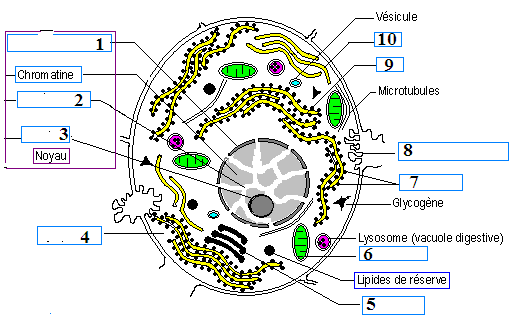 Vésicule
1
10
9
Chromatine
Microtubules
2
3
8
Noyau
7
Glycogène
4
Lysosome (vacuole digestive)
6
Lipides de réserve
5